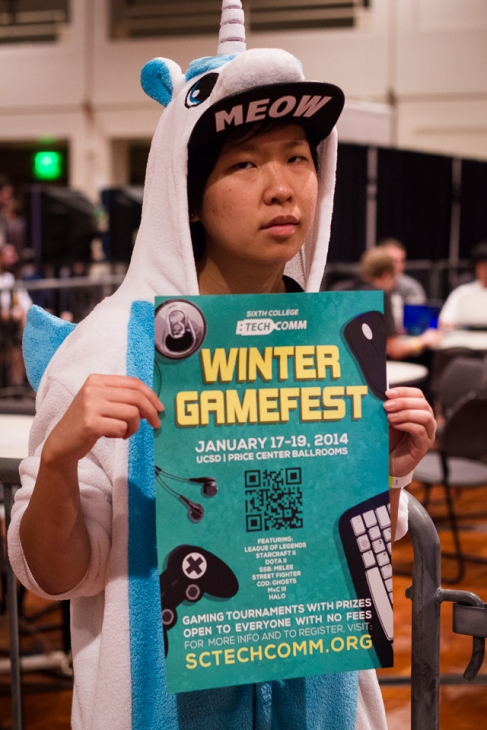 MEOW
SIXTH COLLEGE
:TECH COMM
WINTER
GAMEFEST
JANUARY 17-19, 2014
UCSD | PRICE CENTER BALLROOMS
FEATURING:
LEAGUE OF LEGENDS
STARCRAFT II
DOTA II
SSB: MELEE
STREET FIGHTER
COD: GHOSTS
MvC III
HALO
GAMING TOURNAMENTS WITH PRIZES
OPEN TO EVERYONE WITH NO FEES
FOR MORE INFO AND TO REGISTER, VISIT:
SCTECHCOMM.ORG